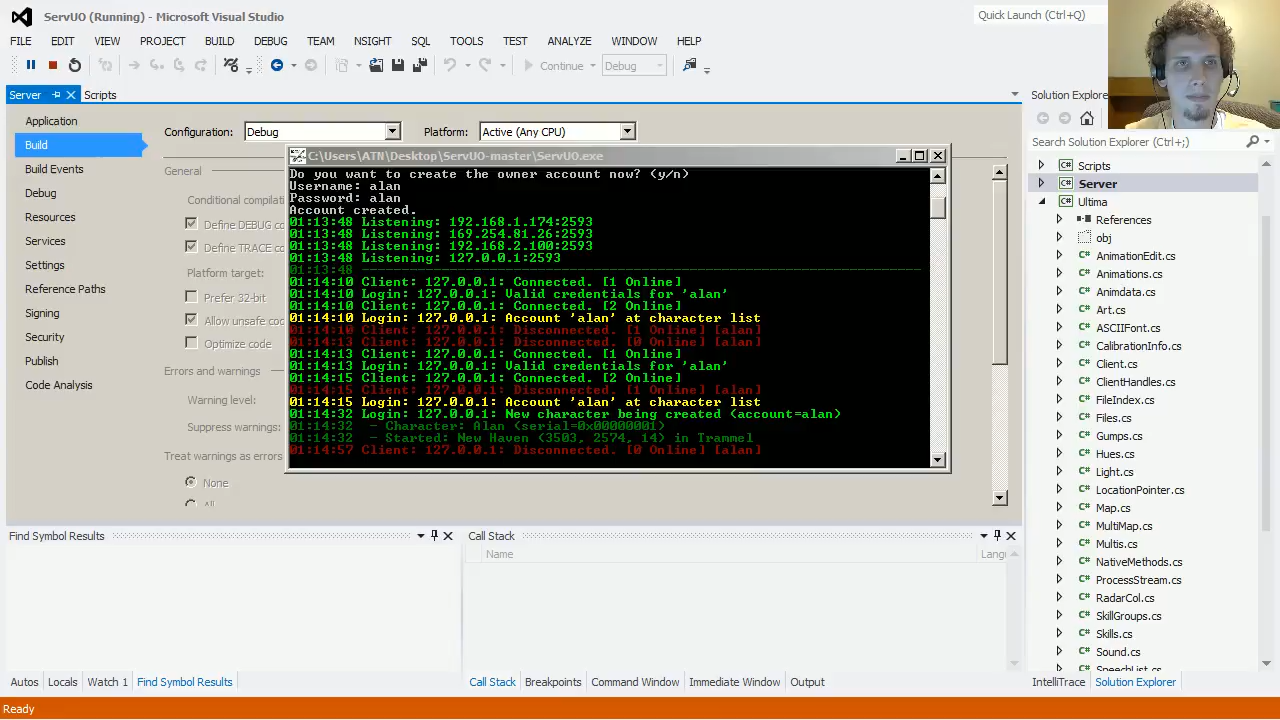 ServUO (Running) - Microsoft Visual Studio
Quick Launch (Ctrl+Q)
FILE EDIT VIEW PROJECT BUILD DEBUG TEAM NSIGHT SQL TOOLS TEST ANALYZE WINDOW HELP
Continue Debug
Server Scripts
Application
Build
Build Events
Debug
Resources
Services
Settings
Reference Paths
Signing
Security
Publish
Code Analysis
Configuration: Debug Platform: Active (Any CPU)
General
Conditional compilati
Define DEBUG c
Define TRACE co
Platform target:
Prefer 32-bit
Allow unsafe cod
Optimize code
Errors and warnings
Warning level:
Suppress warnings:
Treat warnings as errors
None
C:\Users\ATN\Desktop\ServUO-master\ServUO.exe
Do you want to create the owner account now? (y/n)
Username: alan
Password: alan
Account created.
01:13:48 Listening: 192.168.1.174:2593
01:13:48 Listening: 169.254.81.26:2593
01:13:48 Listening: 192.168.2.100:2593
01:13:48 Listening: 127.0.0.1:2593
01:13:48 ----------------------------------------------------------------------
01:14:10 Client: 127.0.0.1: Connected. [1 Online]
01:14:10 Login: 127.0.0.1: Valid credentials for 'alan'
01:14:10 Client: 127.0.0.1: Connected. [2 Online]
01:14:10 Login: 127.0.0.1: Account 'alan' at character list
01:14:10 Client: 127.0.0.1: Disconnected. [1 Online] [alan]
01:14:10 Client: 127.0.0.1: Disconnected. [0 Online] [alan]
01:14:13 Client: 127.0.0.1: Connected. [1 Online]
01:14:13 Login: 127.0.0.1: Valid credentials for 'alan'
01:14:15 Client: 127.0.0.1: Connected. [2 Online]
01:14:15 Client: 127.0.0.1: Disconnected. [1 Online] [alan]
01:14:15 Login: 127.0.0.1: Account 'alan' at character list
01:14:32 Login: 127.0.0.1: New character being created (account=alan)
01:14:32  - Character: Alan (serial=0x00000001)
01:14:32  - Started: New Haven (3503, 2574, 14) in Trammel
01:14:57 Client: 127.0.0.1: Disconnected. [0 Online] [alan]
Solution Explore
Search Solution Explorer (Ctrl+;)
Scripts
Server
Ultima
References
obj
AnimationEdit.cs
Animations.cs
Animdata.cs
Art.cs
ASCIIFont.cs
CalibrationInfo.cs
Client.cs
ClientHandles.cs
FileIndex.cs
Files.cs
Gumps.cs
Hues.cs
Light.cs
LocationPointer.cs
Map.cs
MultiMap.cs
Multis.cs
NativeMethods.cs
ProcessStream.cs
RadarCol.cs
SkillGroups.cs
Skills.cs
Sound.cs
SpeechList.cs
Find Symbol Results
Call Stack
Name Lang
Autos Locals Watch 1 Find Symbol Results
Call Stack Breakpoints Command Window Immediate Window Output
IntelliTrace Solution Explorer
Ready